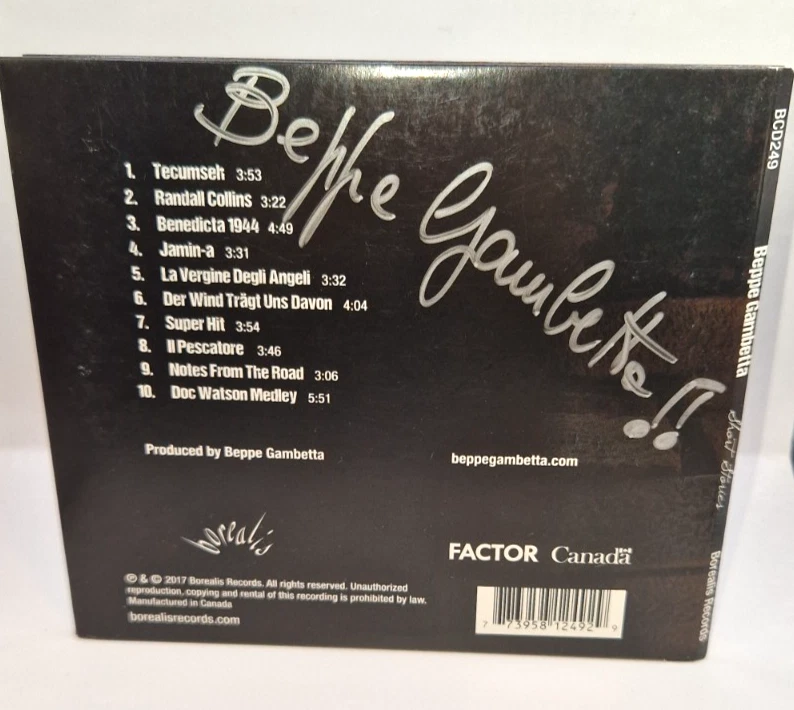 Beppe Gambetta!!
1. Tecumseh 3:53
2. Randall Collins 3:22
3. Benedicta 1944 4:49
4. Jamin-a 3:31
5. La Vergine Degli Angeli 3:32
6. Der Wind Trägt Uns Davon 4:04
7. Super Hit 3:54
8. Il Pescatore 3:46
9. Notes From The Road 3:06
10. Doc Watson Medley 5:51
Produced by Beppe Gambetta
beppegambetta.com
borealis
FACTOR Canada
℗ & © 2017 Borealis Records. All rights reserved. Unauthorized
reproduction, copying and rental of this recording is prohibited by law.
Manufactured in Canada
borealisrecords.com
7 73958 12492 9
BCD249 Beppe Gambetta Short Stories Borealis Records